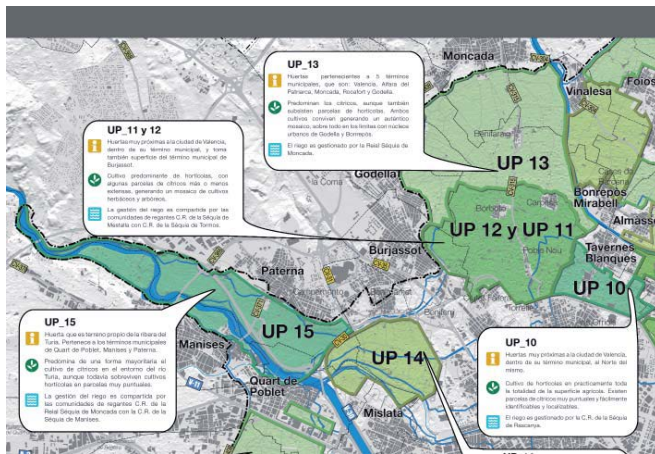 UP_13
Huertas pertenecientes a 5 términos
municipales, que son: Valencia, Alfara del
Patriarca, Moncada, Rocafort y Godella.
Predominan los cítricos, aunque también
subsisten parcelas de hortícolas. Ambos
cultivos conviven generando un auténtico
mosaico, sobre todo en los límites con núcleos
urbanos de Godella y Bonrepòs.
El riego es gestionado por la Reial Séquia de
Moncada.
UP_11 y 12
Huertas muy próximas a la ciudad de Valencia,
dentro de su término municipal, y toma
también superficie del término municipal de
Burjassot.
Cultivo predominante de hortícolas, con
algunas parcelas de cítricos más o menos
extensas, generando un mosaico de cultivos
herbáceos y arbóreos.
La gestión del riego es compartida por las
comunidades de regantes C.R. de la Séquia de
Mestalla con C.R. de la Séquia de Tormos.
UP_15
Huerta que es terreno propio de la ribera del
Turia. Pertenece a los términos municipales
de Quart de Poblet, Manises y Paterna.
Predomina de una forma mayoritaria el
cultivo de cítricos en el entorno del río
Turia, aunque todavía sobreviven cultivos
hortícolas en parcelas muy puntuales.
La gestión del riego es compartida por
las comunidades de regantes C.R. de la
Reial Séquia de Moncada con la C.R. de la
Séquia de Manises.
UP_10
Huertas muy próximas a la ciudad de Valencia,
dentro de su término municipal, al Norte del
mismo.
Cultivo de hortícolas en prácticamente toda
la totalidad de la superficie agrícola. Existen
parcelas de cítricos muy puntuales y fácilmente
identificables y localizables.
El riego es gestionado por la C.R. de la Séquia
de Rascanya.
Moncada
Foios
Vinalesa
Benifaraig
UP 13
la Coma
Godella
Bonrepòs
Mirabell
Carpesa
Borbotó
UP 12 y UP 11
Almàss
Poble Nou
Tavernes
Blanques
Burjassot
Paterna
Campamento
UP 10
UP 15
Manises
UP 14
Quart de
Poblet
Mislata